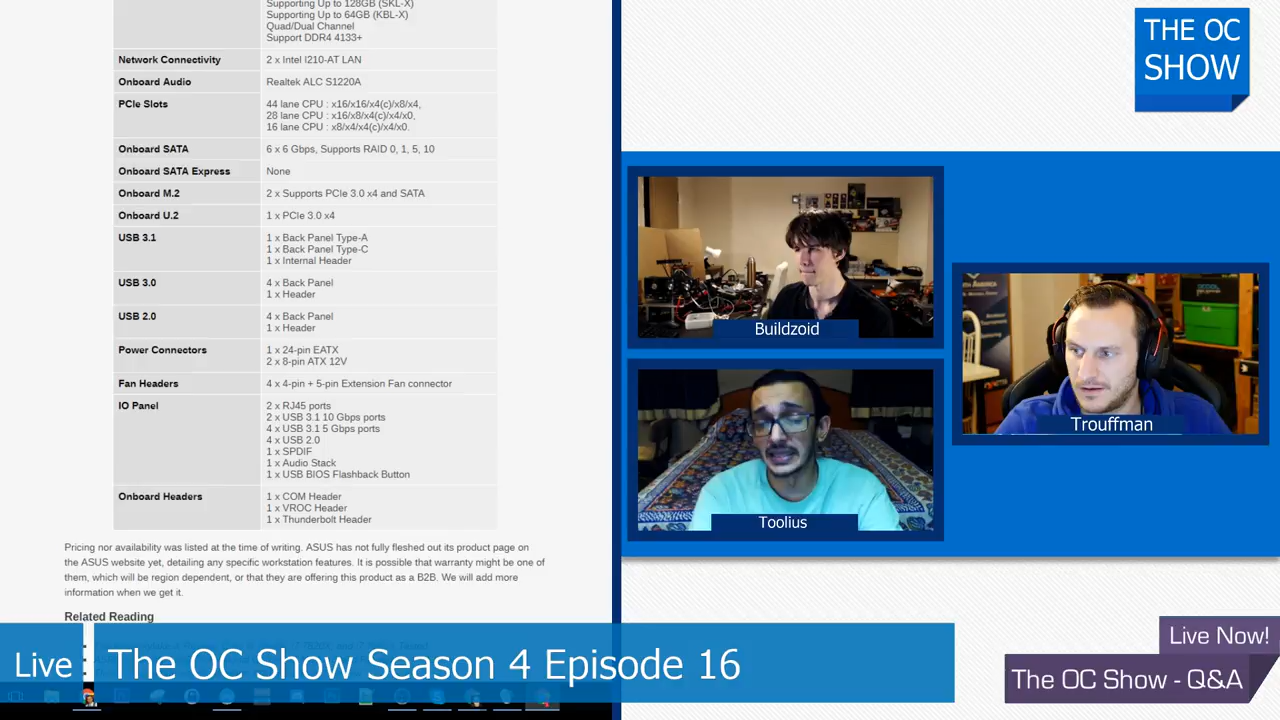 Supporting Up to 128GB (SKL-X)
Supporting Up to 64GB (KBL-X)
Quad/Dual Channel
Support DDR4 4133+
Network Connectivity 2 x Intel I210-AT LAN
Onboard Audio Realtek ALC S1220A
PCIe Slots 44 lane CPU : x16/x16/x4(c)/x8/x4,
28 lane CPU : x16/x8/x4(c)/x4/x0,
16 lane CPU : x8/x4/x4(c)/x4/x0.
Onboard SATA 6 x 6 Gbps, Supports RAID 0, 1, 5, 10
Onboard SATA Express None
Onboard M.2 2 x Supports PCIe 3.0 x4 and SATA
Onboard U.2 1 x PCIe 3.0 x4
USB 3.1 1 x Back Panel Type-A
1 x Back Panel Type-C
1 x Internal Header
USB 3.0 4 x Back Panel
1 x Header
USB 2.0 4 x Back Panel
1 x Header
Power Connectors 1 x 24-pin EATX
2 x 8-pin ATX 12V
Fan Headers 4 x 4-pin + 5-pin Extension Fan connector
IO Panel 2 x RJ45 ports
2 x USB 3.1 10 Gbps ports
4 x USB 3.1 5 Gbps ports
4 x USB 2.0
1 x SPDIF
1 x Audio Stack
1 x USB BIOS Flashback Button
Onboard Headers 1 x COM Header
1 x VROC Header
1 x Thunderbolt Header
Pricing nor availability was listed at the time of writing. ASUS has not fully fleshed out its product page on
the ASUS website yet, detailing any specific workstation features. It is possible that warranty might be one of
them, which will be region dependent, or that they are offering this product as a B2B. We will add more
information when we get it.
Related Reading
THE OC
SHOW
Buildzoid
Trouffman
Toolius
Live The OC Show Season 4 Episode 16
Live Now!
The OC Show - Q&A